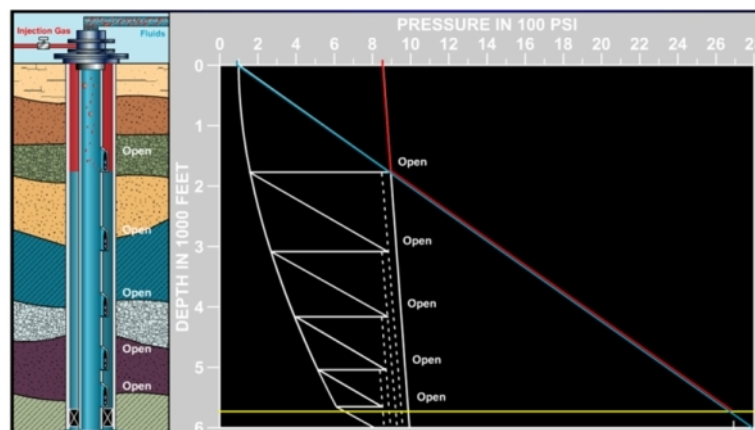 Injection Gas
Fluids
Open
Open
Open
Open
Open
PRESSURE IN 100 PSI
0 2 4 6 8 10 12 14 16 18 20 22 24 26 28
DEPTH IN 1000 FEET
0
1
2
3
4
5
6
Open
Open
Open
Open
Open